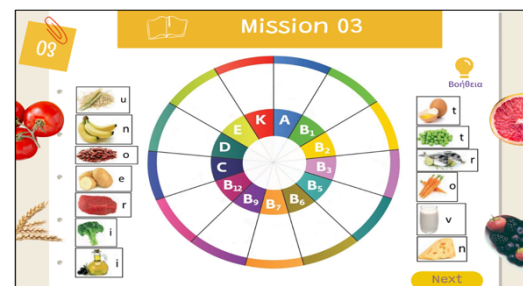 03
Mission 03
Βοήθεια
u
n
o
e
r
i
i
K
A
B1
B2
B3
B5
B6
B7
B9
B12
C
D
E
t
t
r
o
v
n
Next